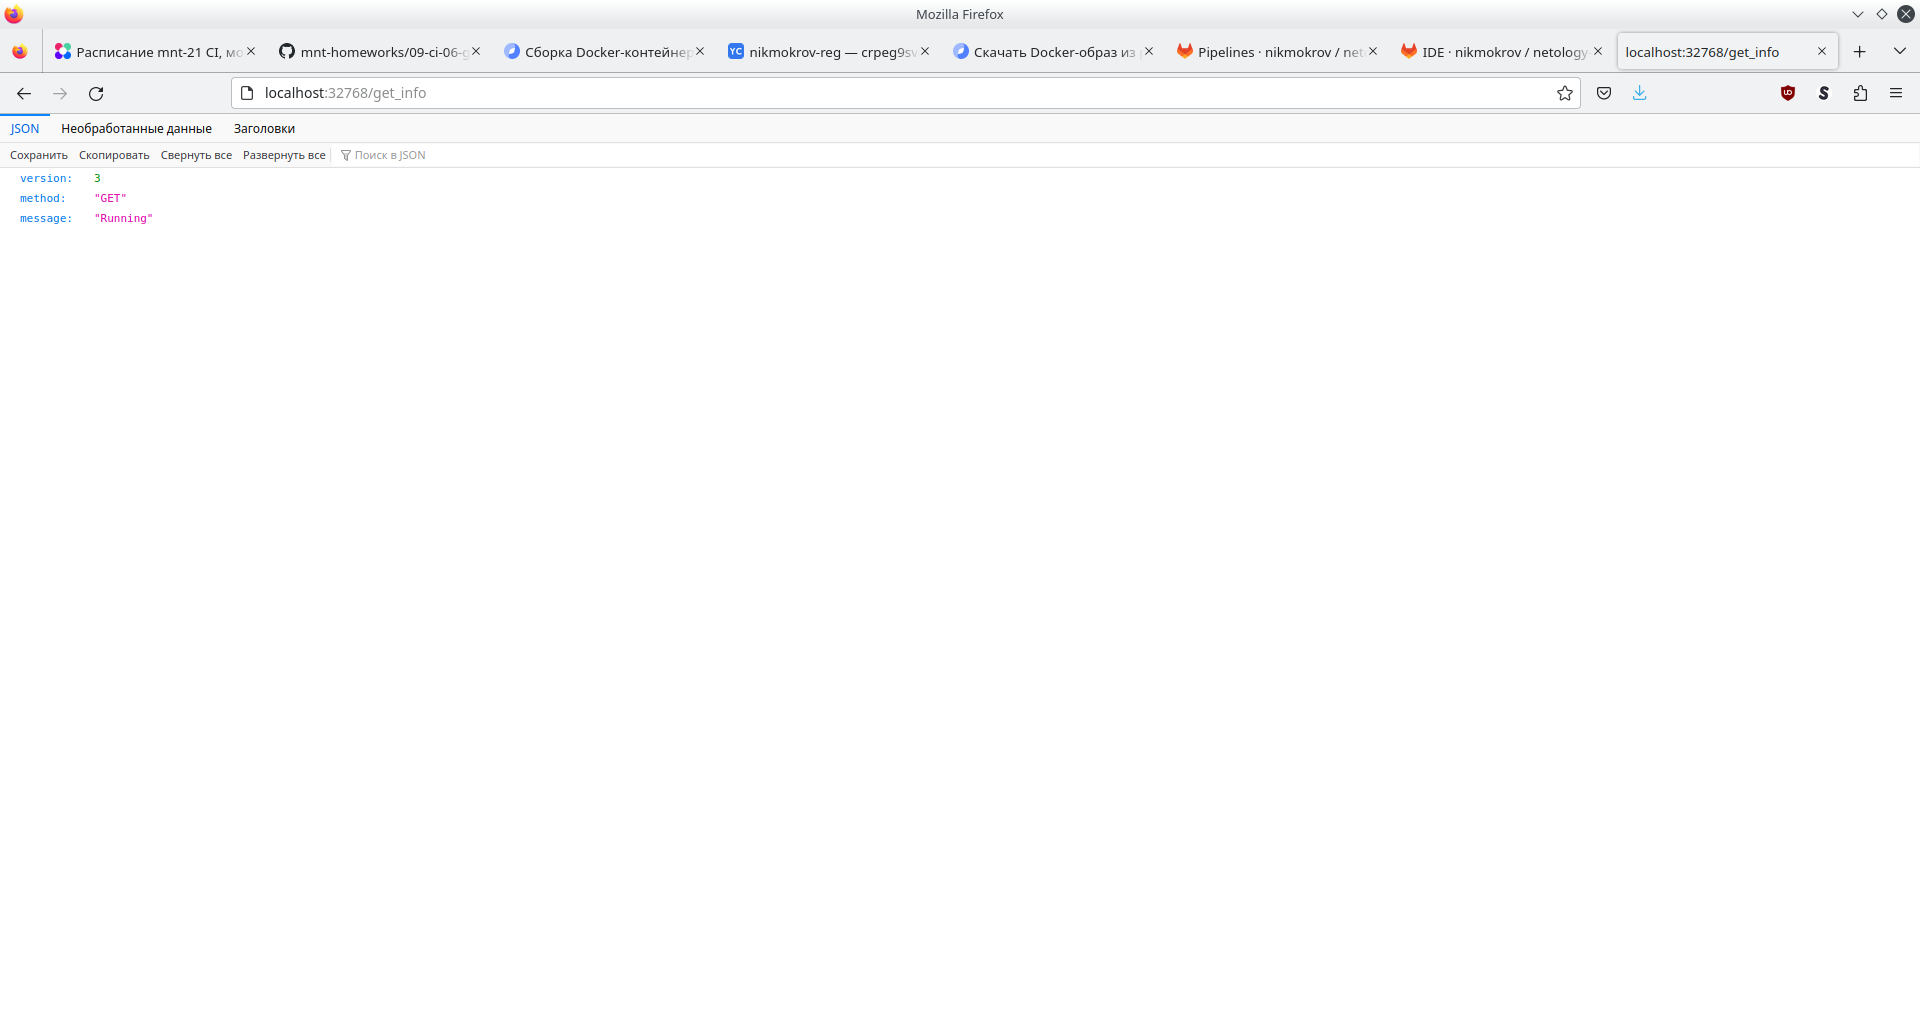 Mozilla Firefox
Расписание mnt-21 CI, мо
mnt-homeworks/09-ci-06-g
Сборка Docker-контейнер
YC nikmokrov-reg — crpeg9sv
Скачать Docker-образ из
Pipelines · nikmokrov / net
IDE · nikmokrov / netology
localhost:32768/get_info
localhost:32768/get_info
JSON Необработанные данные Заголовки
Сохранить Скопировать Свернуть все Развернуть все Поиск в JSON
version: 3
method: "GET"
message: "Running"